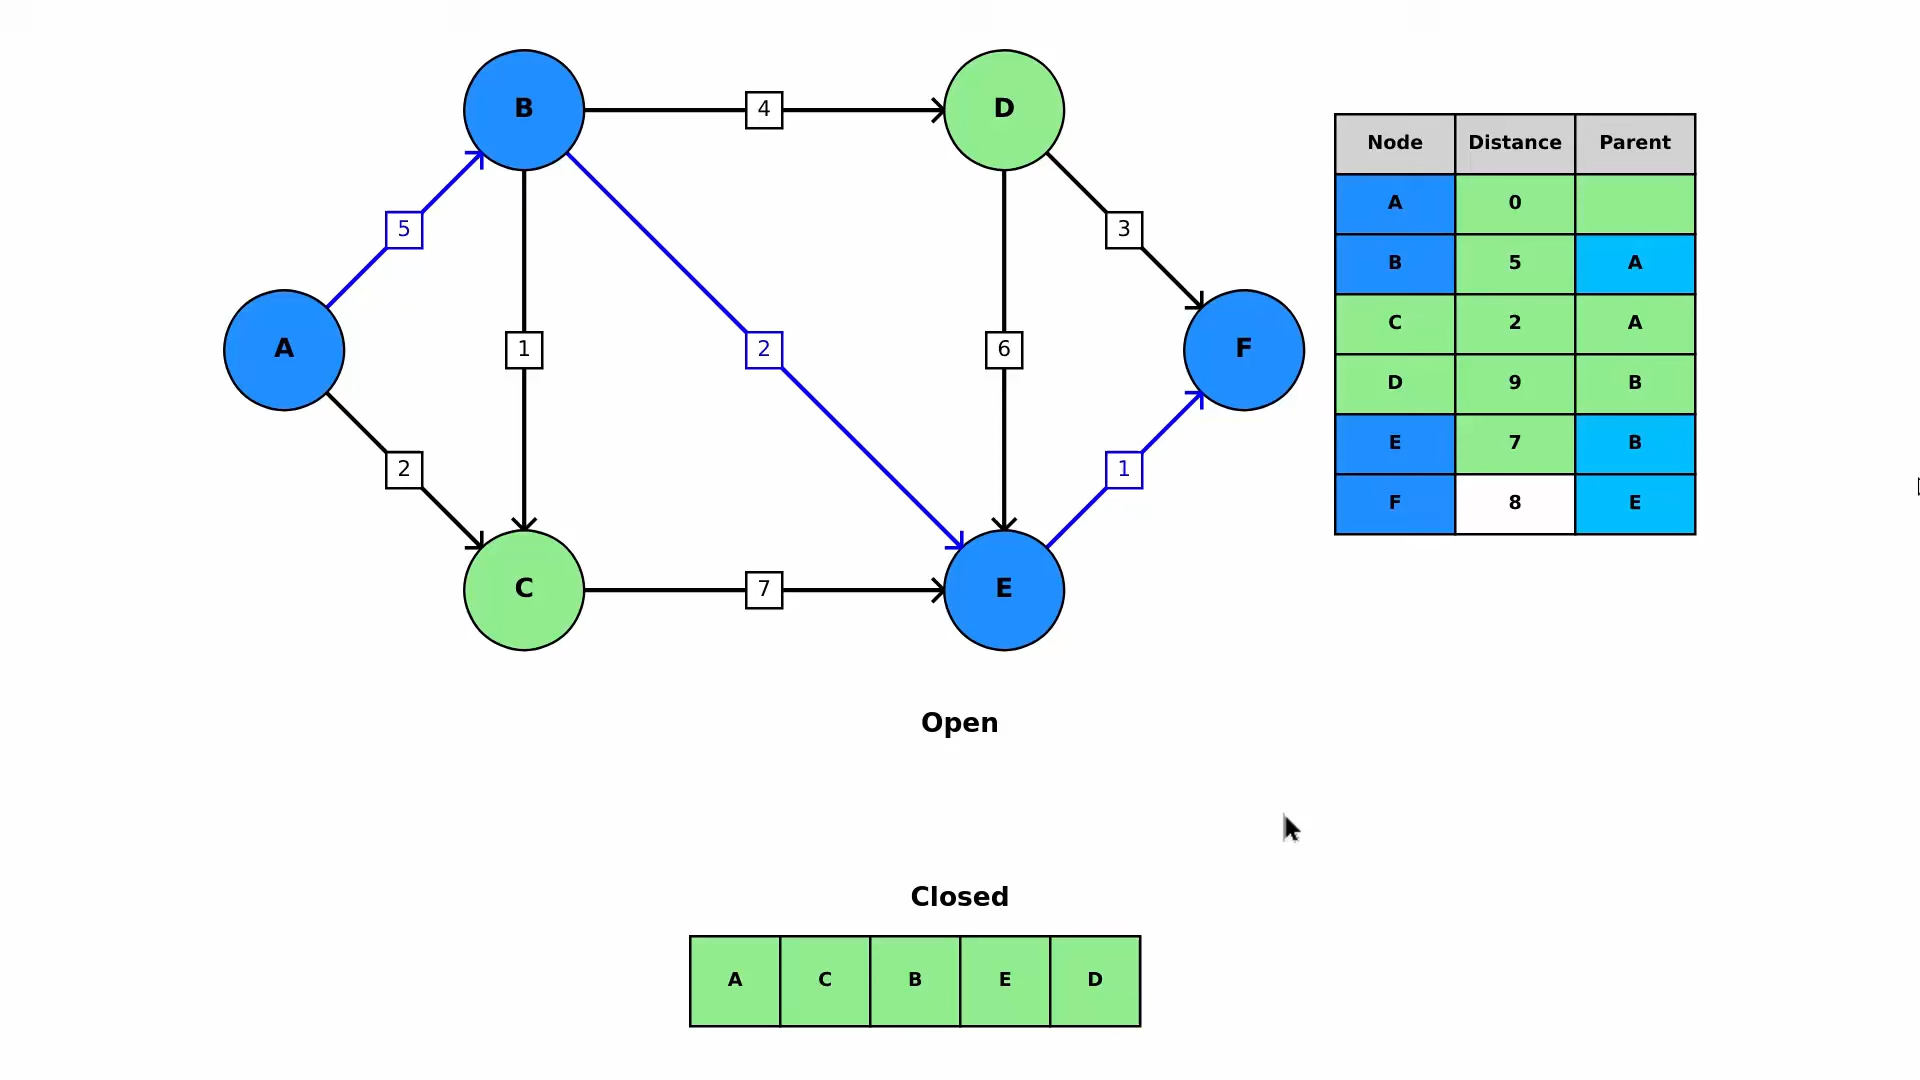 B
4
D
5
3
A
1
2
6
F
2
1
C
7
E
Node Distance Parent
A 0
B 5 A
C 2 A
D 9 B
E 7 B
F 8 E
Open
Closed
A C B E D